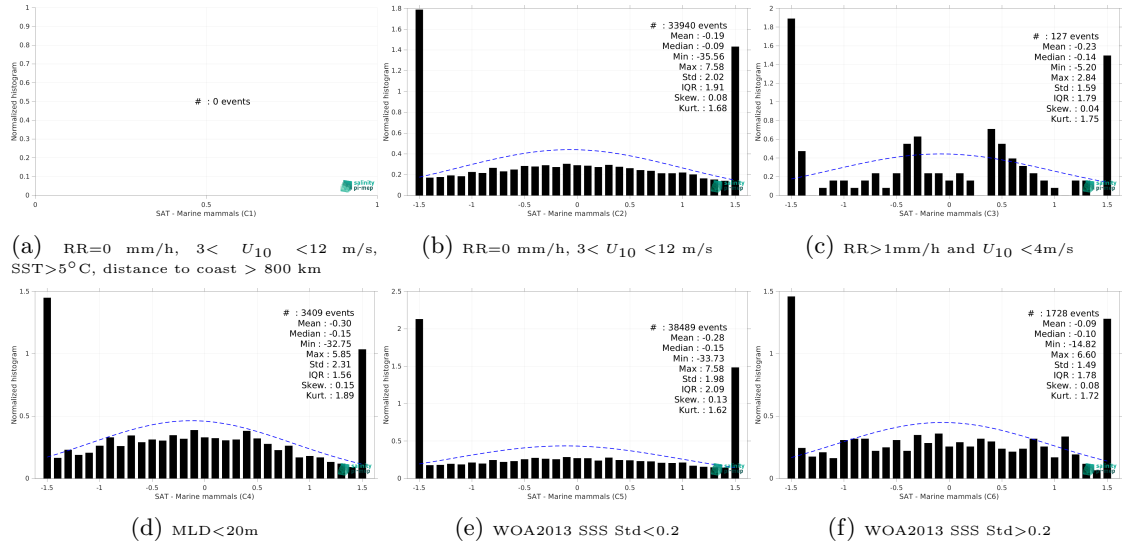 1
0.9
0.8
0.7
0.6
0.5
0.4
0.3
0.2
0.1
0
Normalized histogram
# : 0 events
salinity
pi-mep
0
0.5
1
SAT - Marine mammals (C1)
(a) RR=0 mm/h, 3< U10 <12 m/s,
SST>5°C, distance to coast > 800 km
1.8
1.6
1.4
1.2
1
0.8
0.6
0.4
0.2
0
Normalized histogram
# : 33940 events
Mean : -0.19
Median : -0.09
Min : -35.56
Max : 7.58
Std : 2.02
IQR : 1.91
Skew. : 0.08
Kurt. : 1.68
salinity
pi-mep
-1.5
-1
-0.5
0
0.5
1
1.5
SAT - Marine mammals (C2)
(b) RR=0 mm/h, 3< U10 <12 m/s
2
1.8
1.6
1.4
1.2
1
0.8
0.6
0.4
0.2
0
Normalized histogram
# : 127 events
Mean : -0.23
Median : -0.14
Min : -5.20
Max : 2.84
Std : 1.59
IQR : 1.79
Skew. : 0.04
Kurt. : 1.75
salinity
pi-mep
-1.5
-1
-0.5
0
0.5
1
1.5
SAT - Marine mammals (C3)
(c) RR>1mm/h and U10 <4m/s
1.5
1
0.5
0
Normalized histogram
# : 3409 events
Mean : -0.30
Median : -0.15
Min : -32.75
Max : 5.85
Std : 2.31
IQR : 1.56
Skew. : 0.15
Kurt. : 1.89
salinity
pi-mep
-1.5
-1
-0.5
0
0.5
1
1.5
SAT - Marine mammals (C4)
(d) MLD<20m
2.5
2
1.5
1
0.5
0
Normalized histogram
# : 38489 events
Mean : -0.28
Median : -0.15
Min : -33.73
Max : 7.58
Std : 1.98
IQR : 2.09
Skew. : 0.13
Kurt. : 1.62
salinity
pi-mep
-1.5
-1
-0.5
0
0.5
1
1.5
SAT - Marine mammals (C5)
(e) WOA2013 SSS Std<0.2
1.5
1
0.5
0
Normalized histogram
# : 1728 events
Mean : -0.09
Median : -0.10
Min : -14.82
Max : 6.60
Std : 1.49
IQR : 1.78
Skew. : 0.08
Kurt. : 1.72
salinity
pi-mep
-1.5
-1
-0.5
0
0.5
1
1.5
SAT - Marine mammals (C6)
(f) WOA2013 SSS Std>0.2